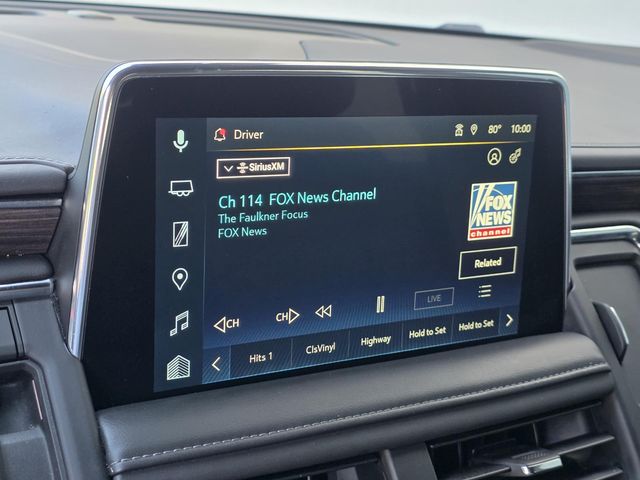 Driver
80° 10:00
SiriusXM
Ch 114 FOX News Channel
The Faulkner Focus
FOX News
FOX
NEWS
channel
Related
CH CH LIVE
Hits 1 ClsVinyl Highway Hold to Set Hold to Set